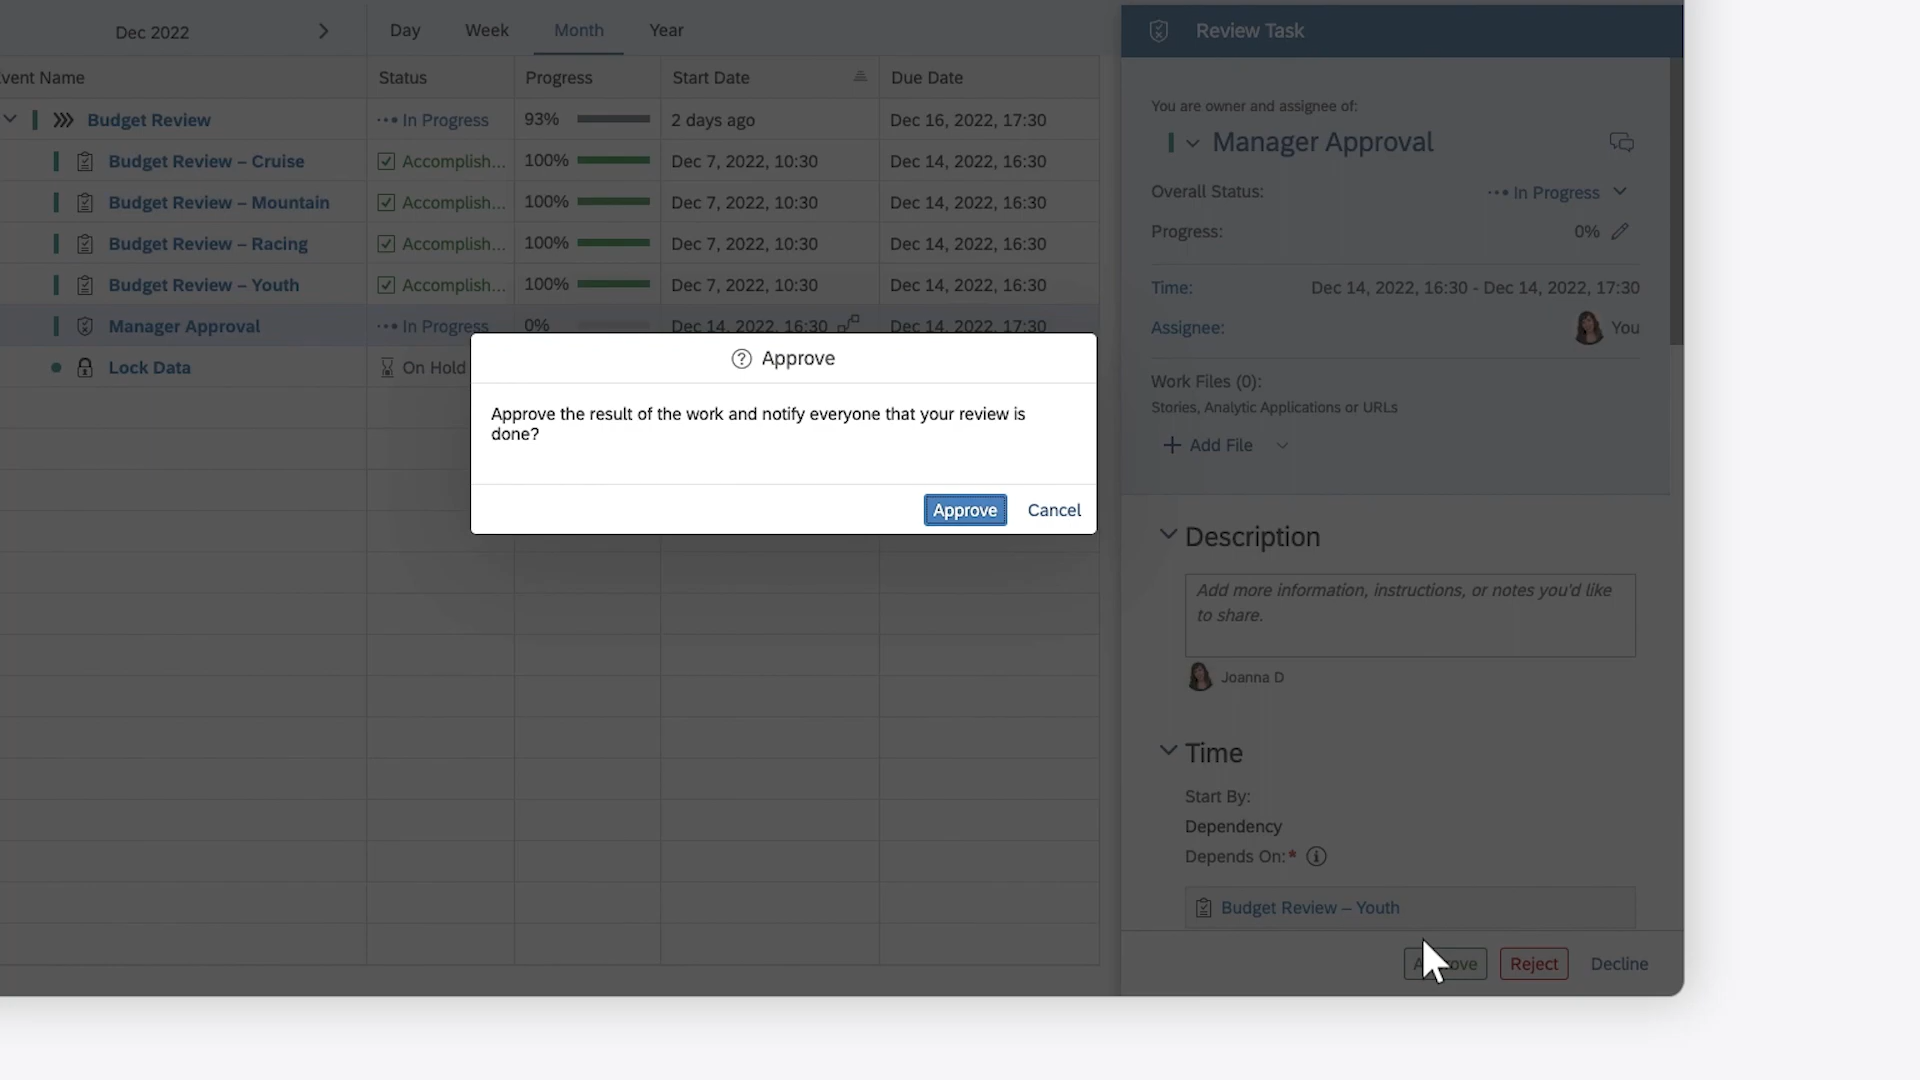 Dec 2022
Day Week Month Year
vent Name Status Progress Start Date Due Date
Budget Review ••• In Progress 93% 2 days ago Dec 16, 2022, 17:30
Budget Review – Cruise Accomplish... 100% Dec 7, 2022, 10:30 Dec 14, 2022, 16:30
Budget Review – Mountain Accomplish... 100% Dec 7, 2022, 10:30 Dec 14, 2022, 16:30
Budget Review – Racing Accomplish... 100% Dec 7, 2022, 10:30 Dec 14, 2022, 16:30
Budget Review – Youth Accomplish... 100% Dec 7, 2022, 10:30 Dec 14, 2022, 16:30
Manager Approval ••• In Progress 0% Dec 14, 2022, 16:30 Dec 14, 2022, 17:30
Lock Data On Hold
Approve
Approve the result of the work and notify everyone that your review is
done?
Approve Cancel
Review Task
You are owner and assignee of:
Manager Approval
Overall Status: ••• In Progress
Progress: 0%
Time: Dec 14, 2022, 16:30 - Dec 14, 2022, 17:30
Assignee: You
Work Files (0):
Stories, Analytic Applications or URLs
+ Add File
Description
Add more information, instructions, or notes you'd like
to share.
Joanna D
Time
Start By:
Dependency
Depends On:*
Budget Review – Youth
Reject Decline